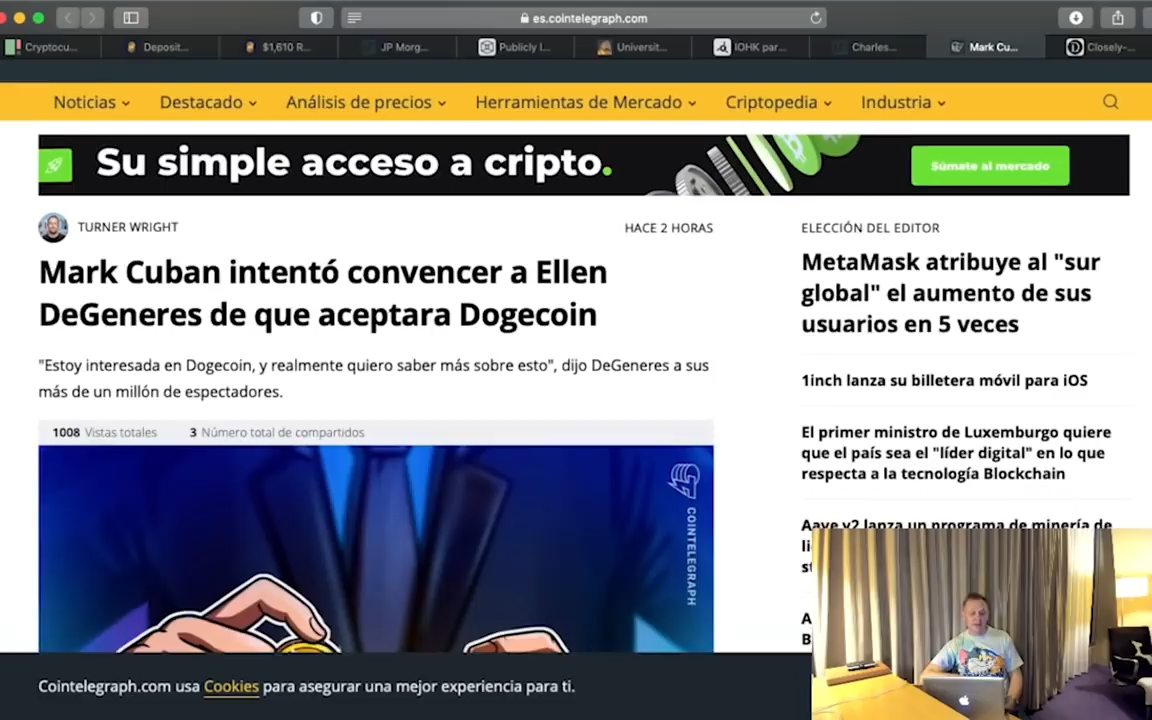 es.cointelegraph.com
Cryptocu...
Deposit...
$1,610 R...
JP Morg...
Publicly I...
Universit...
IOHK par...
Charles...
Mark Cu...
Closely-...
Noticias
Destacado
Análisis de precios
Herramientas de Mercado
Criptopedia
Industria
Su simple acceso a cripto.
Súmate al mercado
TURNER WRIGHT
HACE 2 HORAS
Mark Cuban intentó convencer a Ellen
DeGeneres de que aceptara Dogecoin
"Estoy interesada en Dogecoin, y realmente quiero saber más sobre esto", dijo DeGeneres a sus
más de un millón de espectadores.
1008 Vistas totales
3 Número total de compartidos
COINTELEGRAPH
ELECCIÓN DEL EDITOR
MetaMask atribuye al "sur
global" el aumento de sus
usuarios en 5 veces
1inch lanza su billetera móvil para iOS
El primer ministro de Luxemburgo quiere
que el país sea el "líder digital" en lo que
respecta a la tecnología Blockchain
Aave v2 lanza un programa de minería de
Cointelegraph.com usa Cookies para asegurar una mejor experiencia para ti.